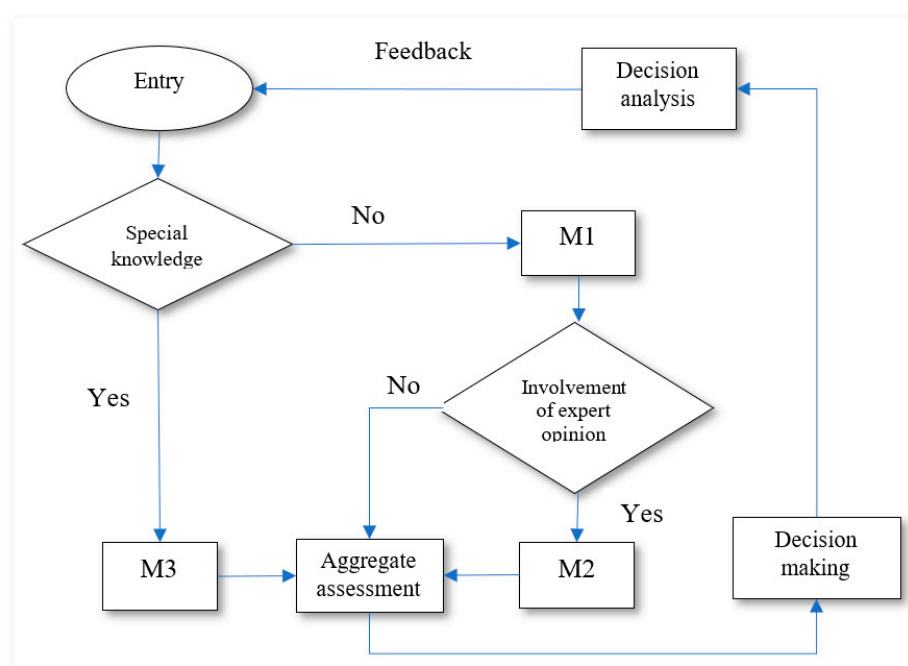 Feedback
Entry
Decision
analysis
No
M1
Special
knowledge
Yes
No
Involvement
of expert
opinion
Yes
M3
Aggregate
assessment
M2
Decision
making